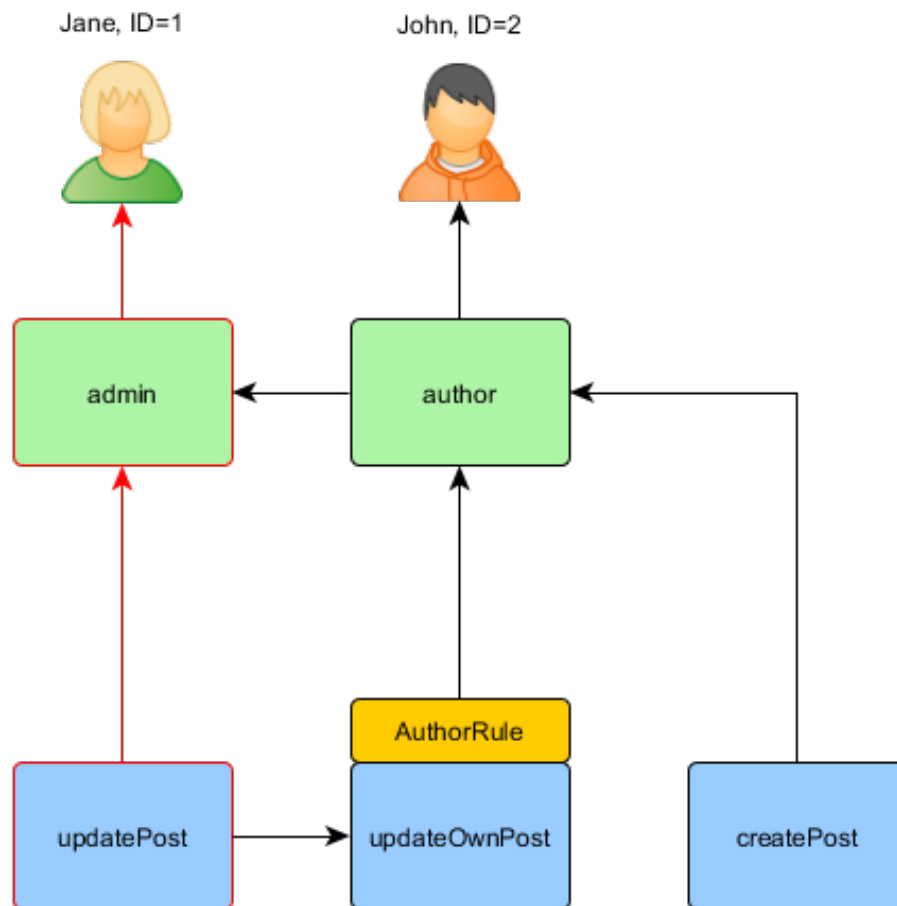 Jane, ID=1
John, ID=2
admin
author
AuthorRule
updatePost
updateOwnPost
createPost